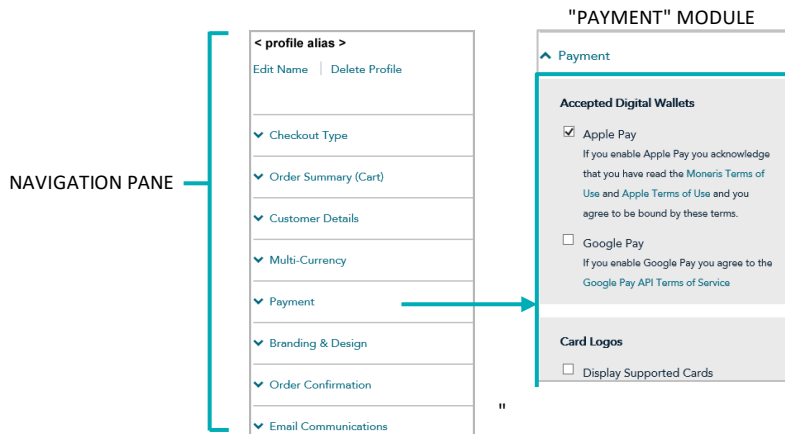 "PAYMENT" MODULE
< profile alias >
Edit Name | Delete Profile
Checkout Type
Order Summary (Cart)
NAVIGATION PANE
Customer Details
Multi-Currency
Payment
Branding & Design
Order Confirmation
Email Communications
"
Payment
Accepted Digital Wallets
Apple Pay
If you enable Apple Pay you acknowledge
that you have read the Moneris Terms of
Use and Apple Terms of Use and you
agree to be bound by these terms.
Google Pay
If you enable Google Pay you agree to the
Google Pay API Terms of Service
Card Logos
Display Supported Cards